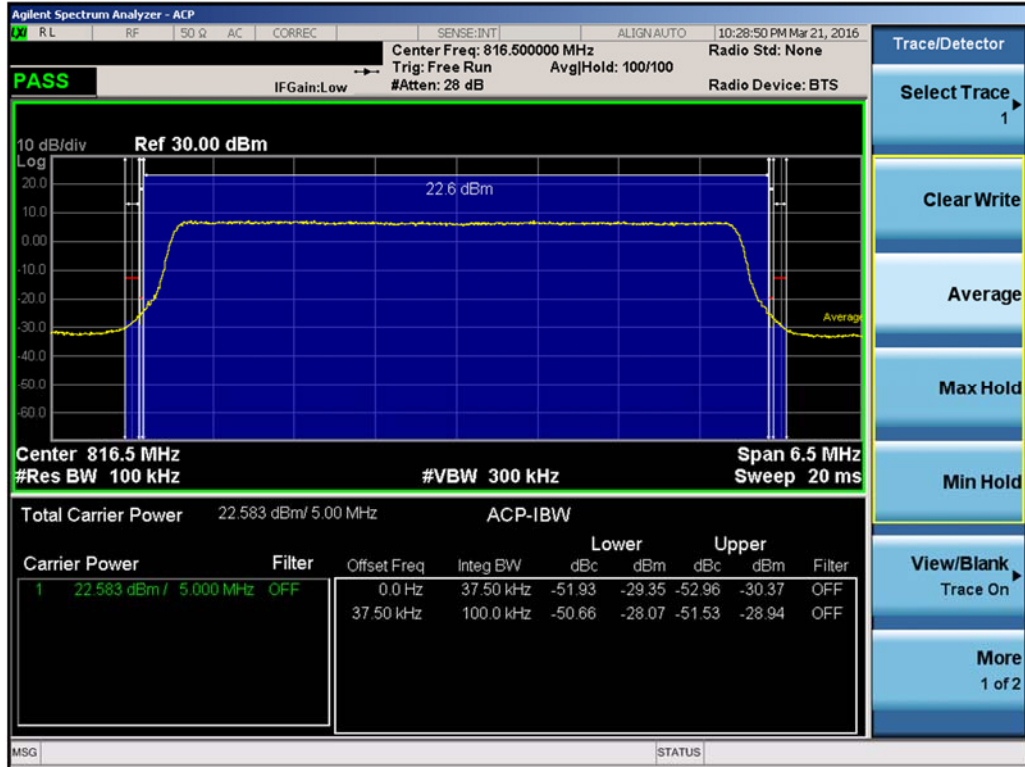 Agilent Spectrum Analyzer - ACP
LXI RL RF 50 Ω AC CORREC SENSE:INT ALIGN AUTO 10:28:50 PM Mar 21, 2016
Center Freq: 816.500000 MHz Radio Std: None
Trig: Free Run Avg|Hold: 100/100
PASS IFGain:Low #Atten: 28 dB Radio Device: BTS
10 dB/div Ref 30.00 dBm
Log
20.0
22.6 dBm
10.0
0.00
-10.0
-20.0
Average
-30.0
-40.0
-50.0
-60.0
Center 816.5 MHz Span 6.5 MHz
#Res BW 100 kHz #VBW 300 kHz Sweep 20 ms
Total Carrier Power 22.583 dBm/ 5.00 MHz ACP-IBW
Lower Upper
Carrier Power Filter Offset Freq Integ BW dBc dBm dBc dBm Filter
1 22.583 dBm / 5.000 MHz OFF 0.0 Hz 37.50 kHz -51.93 -29.35 -52.96 -30.37 OFF
37.50 kHz 100.0 kHz -50.66 -28.07 -51.53 -28.94 OFF
MSG STATUS
Trace/Detector
Select Trace
1
Clear Write
Average
Max Hold
Min Hold
View/Blank
Trace On
More
1 of 2